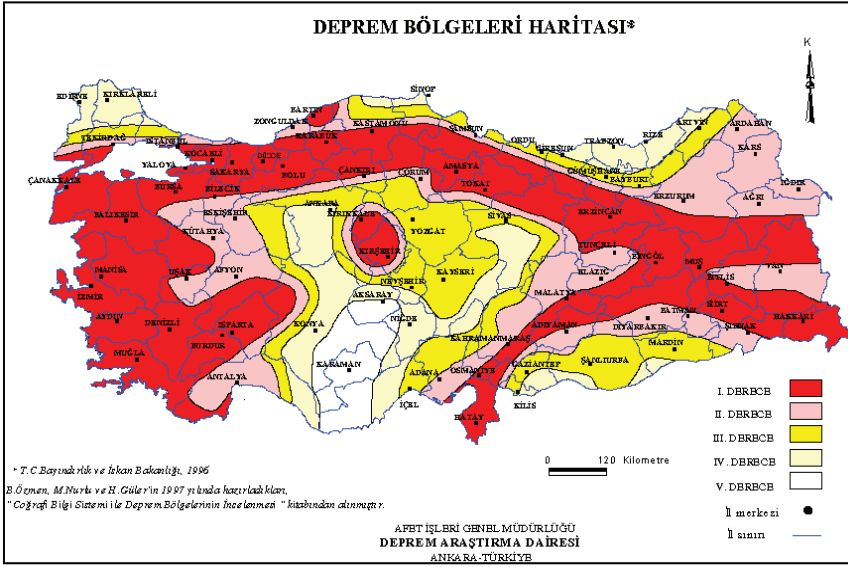 DEPREM BÖLGELERİ HARİTASI*
K
EDİRNE
KIRKLARELİ
TEKİRDAĞ
İSTANBUL
KOCAELİ
YALOVA
SAKARYA
DÜZCE
BOLU
ZONGULDAK
BARTIN
KARABÜK
KASTAMONU
SİNOP
SAMSUN
ORDU
GİRESUN
TRABZON
RİZE
ARTVİN
ARDAHAN
KARS
IĞDIR
AĞRI
ERZURUM
GÜMÜŞHANE
BAYBURT
ÇANAKKALE
BURSA
BİLECİK
ÇANKIRI
ÇORUM
AMASYA
TOKAT
BALIKESİR
KÜTAHYA
ESKİŞEHİR
ANKARA
KIRIKKALE
YOZGAT
SİVAS
ERZİNCAN
TUNCELİ
BİNGÖL
MUŞ
BİTLİS
VAN
KIRŞEHİR
MANİSA
İZMİR
UŞAK
AFYON
NEVŞEHİR
KAYSERİ
AKSARAY
MALATYA
ELAZIĞ
AYDIN
DENİZLİ
ISPARTA
BURDUR
KONYA
NİĞDE
KAHRAMANMARAŞ
ADIYAMAN
DİYARBAKIR
BATMAN
SİİRT
ŞIRNAK
HAKKARİ
MUĞLA
ANTALYA
KARAMAN
İÇEL
ADANA
OSMANİYE
GAZİANTEP
KİLİS
ŞANLIURFA
MARDİN
HATAY
I. DERECE
II. DERECE
III. DERECE
IV. DERECE
V. DERECE
İl merkezi
İl sınırı
0 120 Kilometre
* T.C.Bayındırlık ve İskan Bakanlığı, 1996
B.Özmen, M.Nurlu ve H.Güler'in 1997 yılında hazırladıkları,
"Coğrafi Bilgi Sistemi ile Deprem Bölgelerinin İncelenmesi " kitabından alınmıştır.
AFET İŞLERİ GENEL MÜDÜRLÜĞÜ
DEPREM ARAŞTIRMA DAİRESİ
ANKARA-TÜRKİYE